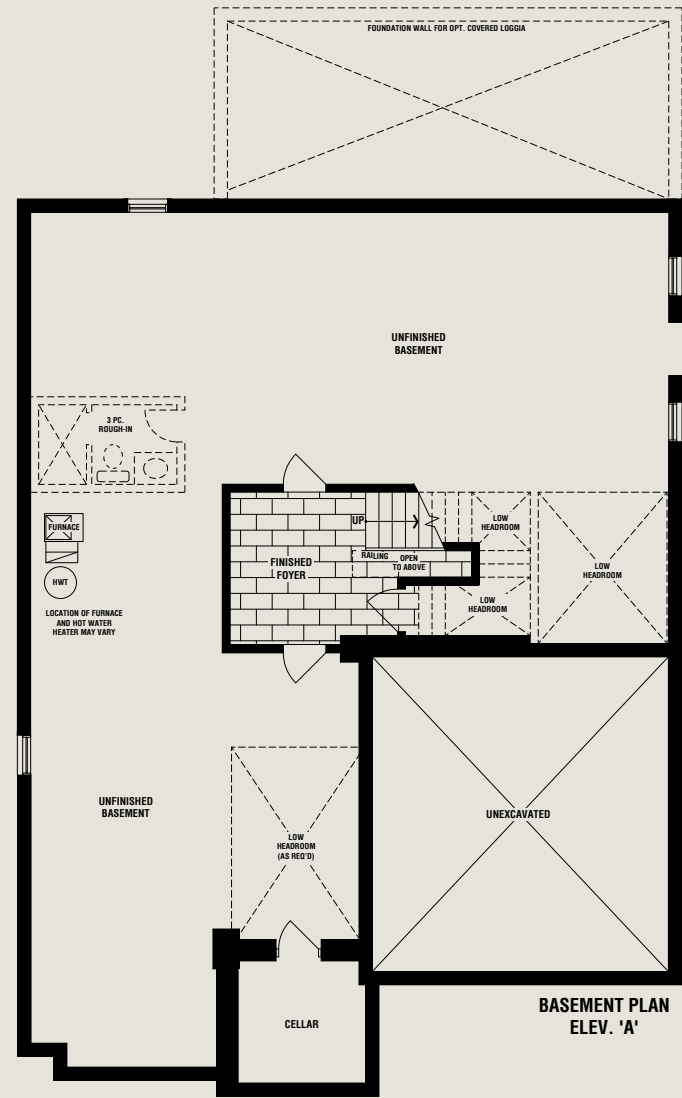 FOUNDATION WALL FOR OPT. COVERED LOGGIA
UNFINISHED
BASEMENT
3 PC.
ROUGH-IN
FURNACE
HWT
LOCATION OF FURNACE
AND HOT WATER
HEATER MAY VARY
UP
RAILING
OPEN
TO ABOVE
FINISHED
FOYER
LOW
HEADROOM
LOW
HEADROOM
LOW
HEADROOM
UNFINISHED
BASEMENT
LOW
HEADROOM
(AS REQ'D)
UNEXCAVATED
CELLAR
BASEMENT PLAN
ELEV. 'A'